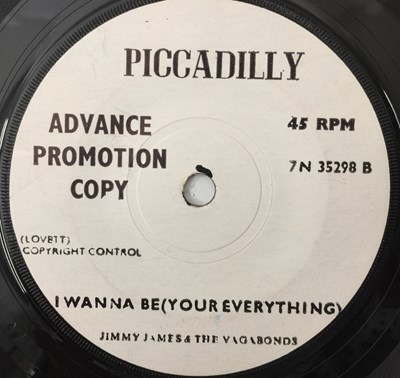 PICCADILLY
ADVANCE
PROMOTION
COPY
45 RPM
7N 35298 B
(LOVETT)
COPYRIGHT CONTROL
I WANNA BE(YOUR EVERYTHING)
JIMMY JAMES & THE VAGABONDS